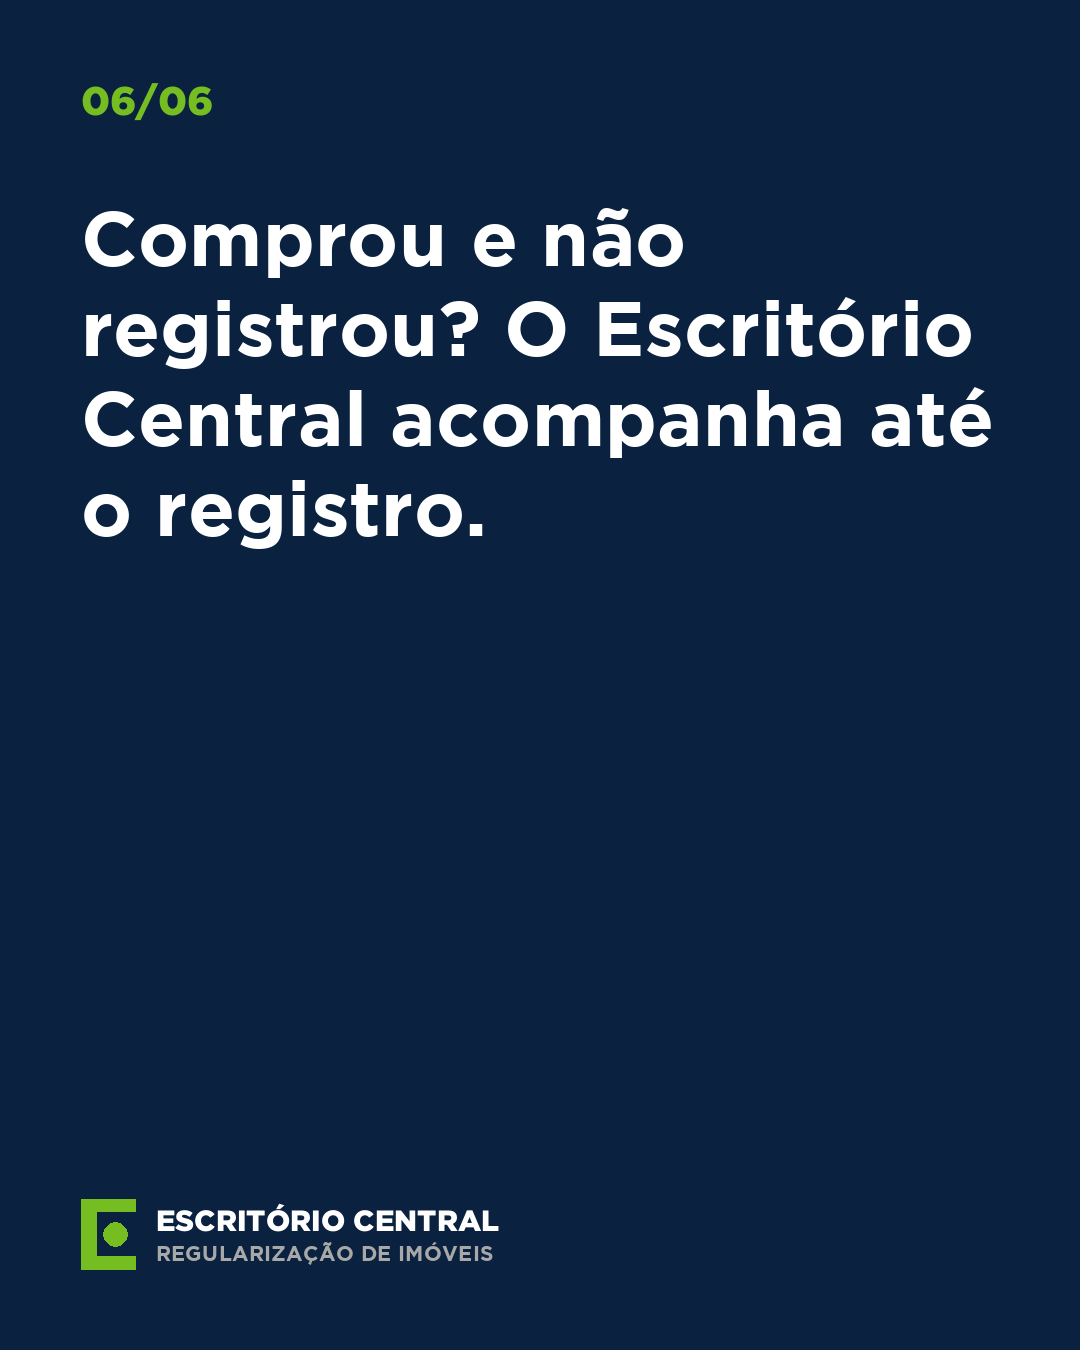 06/06
Comprou e não
registrou? O Escritório
Central acompanha até
o registro.
ESCRITÓRIO CENTRAL
REGULARIZAÇÃO DE IMÓVEIS